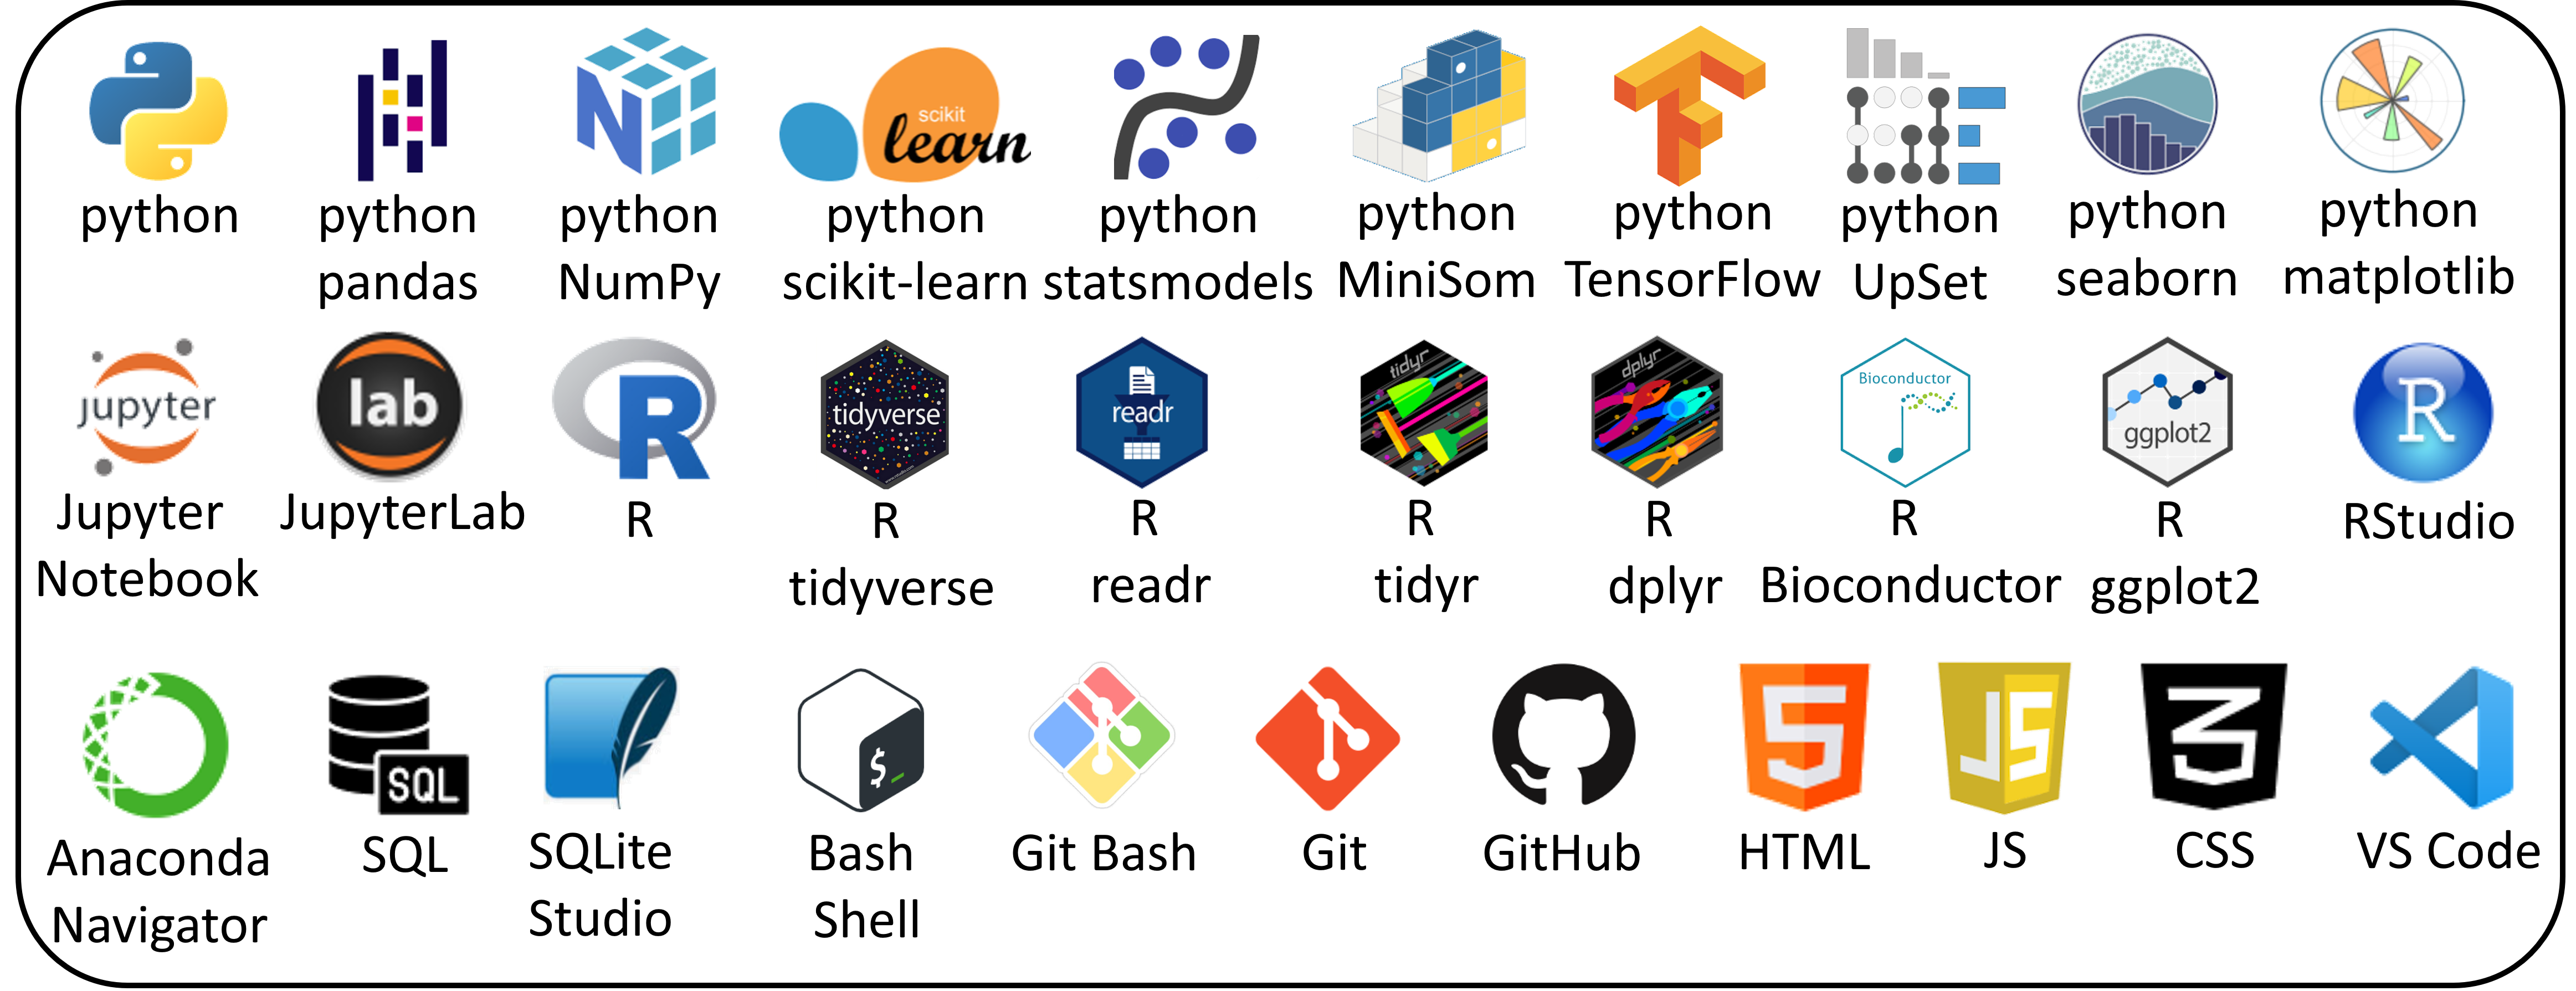 scikit
learn
python
python
pandas
python
NumPy
python
scikit-learn
python
statsmodels
python
MiniSom
python
TensorFlow
python
UpSet
python
seaborn
python
matplotlib
jupyter
Jupyter
Notebook
lab
JupyterLab
R
R
tidyverse
R
tidyverse
readr
R
readr
tidyr
R
tidyr
dplyr
R
dplyr
Bioconductor
R
Bioconductor
ggplot2
R
ggplot2
R
RStudio
Anaconda
Navigator
SQL
SQL
SQLite
Studio
$_
Bash
Shell
Git Bash
Git
GitHub
5
HTML
JS
JS
3
CSS
VS Code